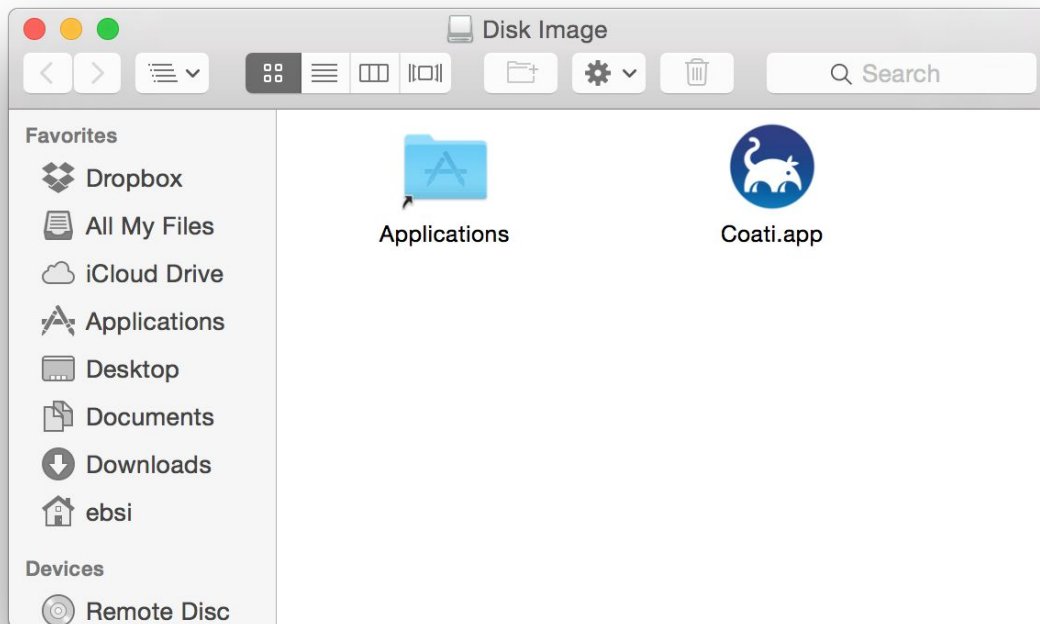 Disk Image
Search
Favorites
Dropbox
All My Files
iCloud Drive
Applications
Desktop
Documents
Downloads
ebsi
Devices
Remote Disc
Applications
Coati.app